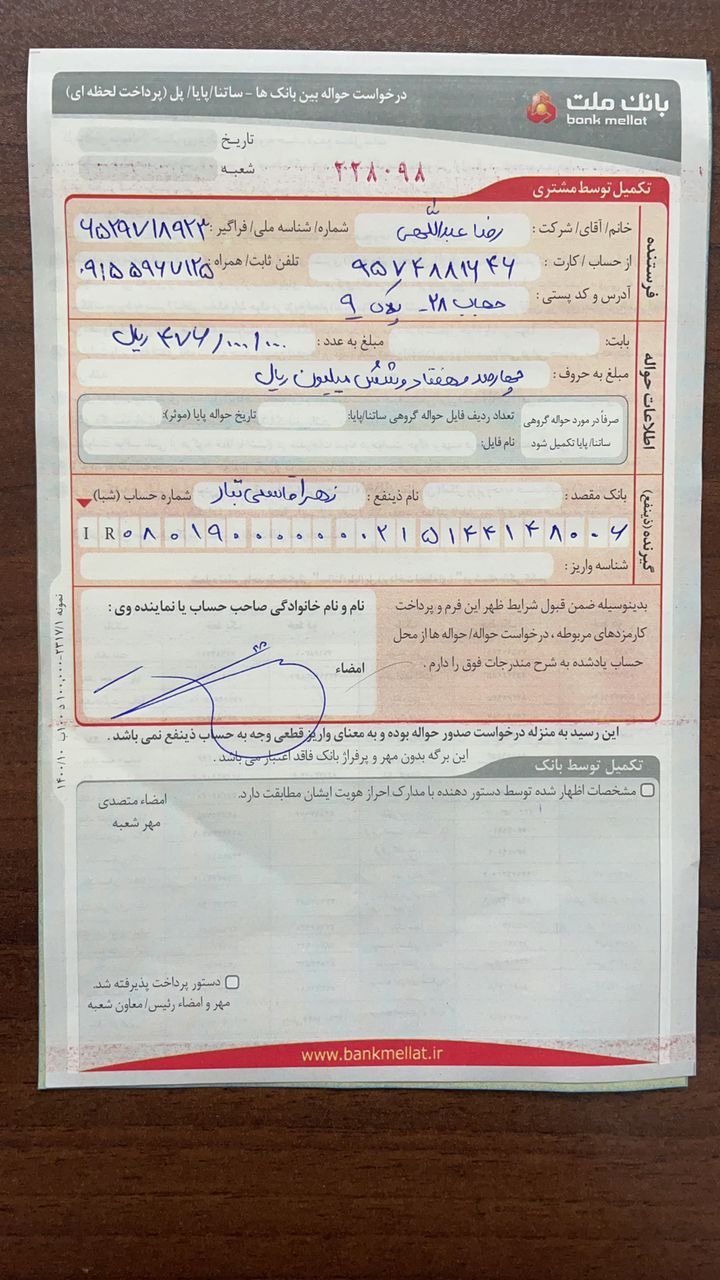 بانک ملت
bank mellat
درخواست حواله بین بانک ها - ساتنا/پایا/ پل (پرداخت لحظه ای)
تاریخ
شعبه
۲۲۸۰۹۸
تکمیل توسط مشتری
فرستنده
خانم/ آقای/ شرکت : رضا عبداللهی شماره/ شناسه ملی/ فراگیر : ۶۵۲۹۷۱۸۹۲۳
از حساب / کارت : ۹۵۷۴۸۸۱۶۴۶ تلفن ثابت/ همراه : ۰۹۱۵۵۹۶۷۱۲۵
آدرس و کد پستی : حجاب ۲۸- پلاک ۹
اطلاعات حواله
بابت: مبلغ به عدد : ۴۷۶/۰۰۰/۰۰۰ ریال
مبلغ به حروف : چهارصد و هفتاد و شش میلیون ریال
صرفاً در مورد حواله گروهی ساتنا/ پایا تکمیل شود
تعداد ردیف فایل حواله گروهی ساتنا/پایا: تاریخ حواله پایا (موثر):
نام فایل:
گیرنده (ذینفع)
بانک مقصد : نام ذینفع : زهرا قاسمی تبار شماره حساب (شبا)
IR ۰۸۰۱۹۰۰۰۰۰۰۰۲۱۵۱۴۴۱۴۸۰۰۶
شناسه واریز :
بدینوسیله ضمن قبول شرایط ظهر این فرم و پرداخت
کارمزدهای مربوطه ، درخواست حواله/ حواله ها از محل
حساب یادشده به شرح مندرجات فوق را دارم .
نام و نام خانوادگی صاحب حساب یا نماینده وی :
امضاء
این رسید به منزله درخواست صدور حواله بوده و به معنای واریز قطعی وجه به حساب ذینفع نمی باشد .
این برگه بدون مهر و پرفراژ بانک فاقد اعتبار می باشد .
تکمیل توسط بانک
مشخصات اظهار شده توسط دستور دهنده با مدارک احراز هویت ایشان مطابقت دارد.
امضاء متصدی
مهر شعبه
دستور پرداخت پذیرفته شد.
مهر و امضاء رئیس/ معاون شعبه
www.bankmellat.ir